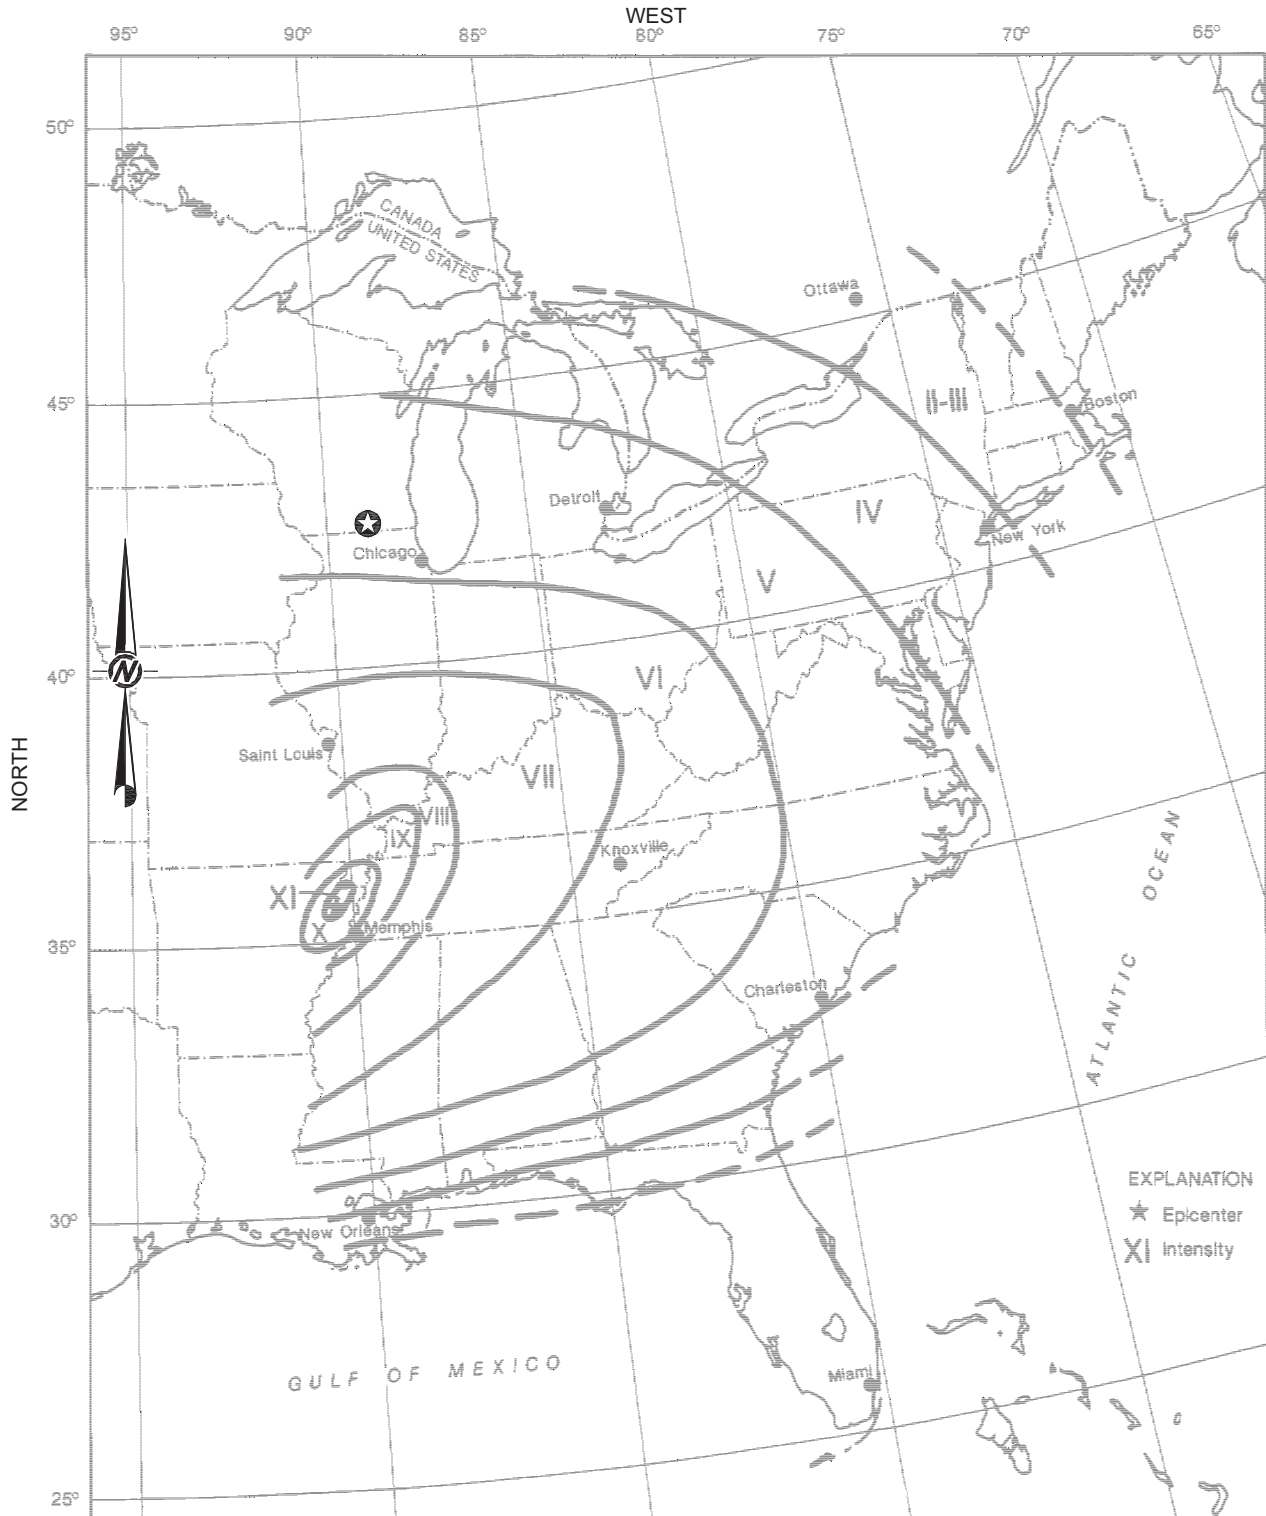 WEST
95° 90° 85° 80° 75° 70° 65°
50°
CANADA
UNITED STATES
Ottawa
45°
II-III
Boston
Detroit
IV
New York
Chicago
V
N
40°
VI
Saint Louis
VII
NORTH
VIII
IX
Knoxville
XI
X
Memphis
35°
Charleston
ATLANTIC OCEAN
EXPLANATION
Epicenter
XI Intensity
30°
New Orleans
GULF OF MEXICO
Miami
25°